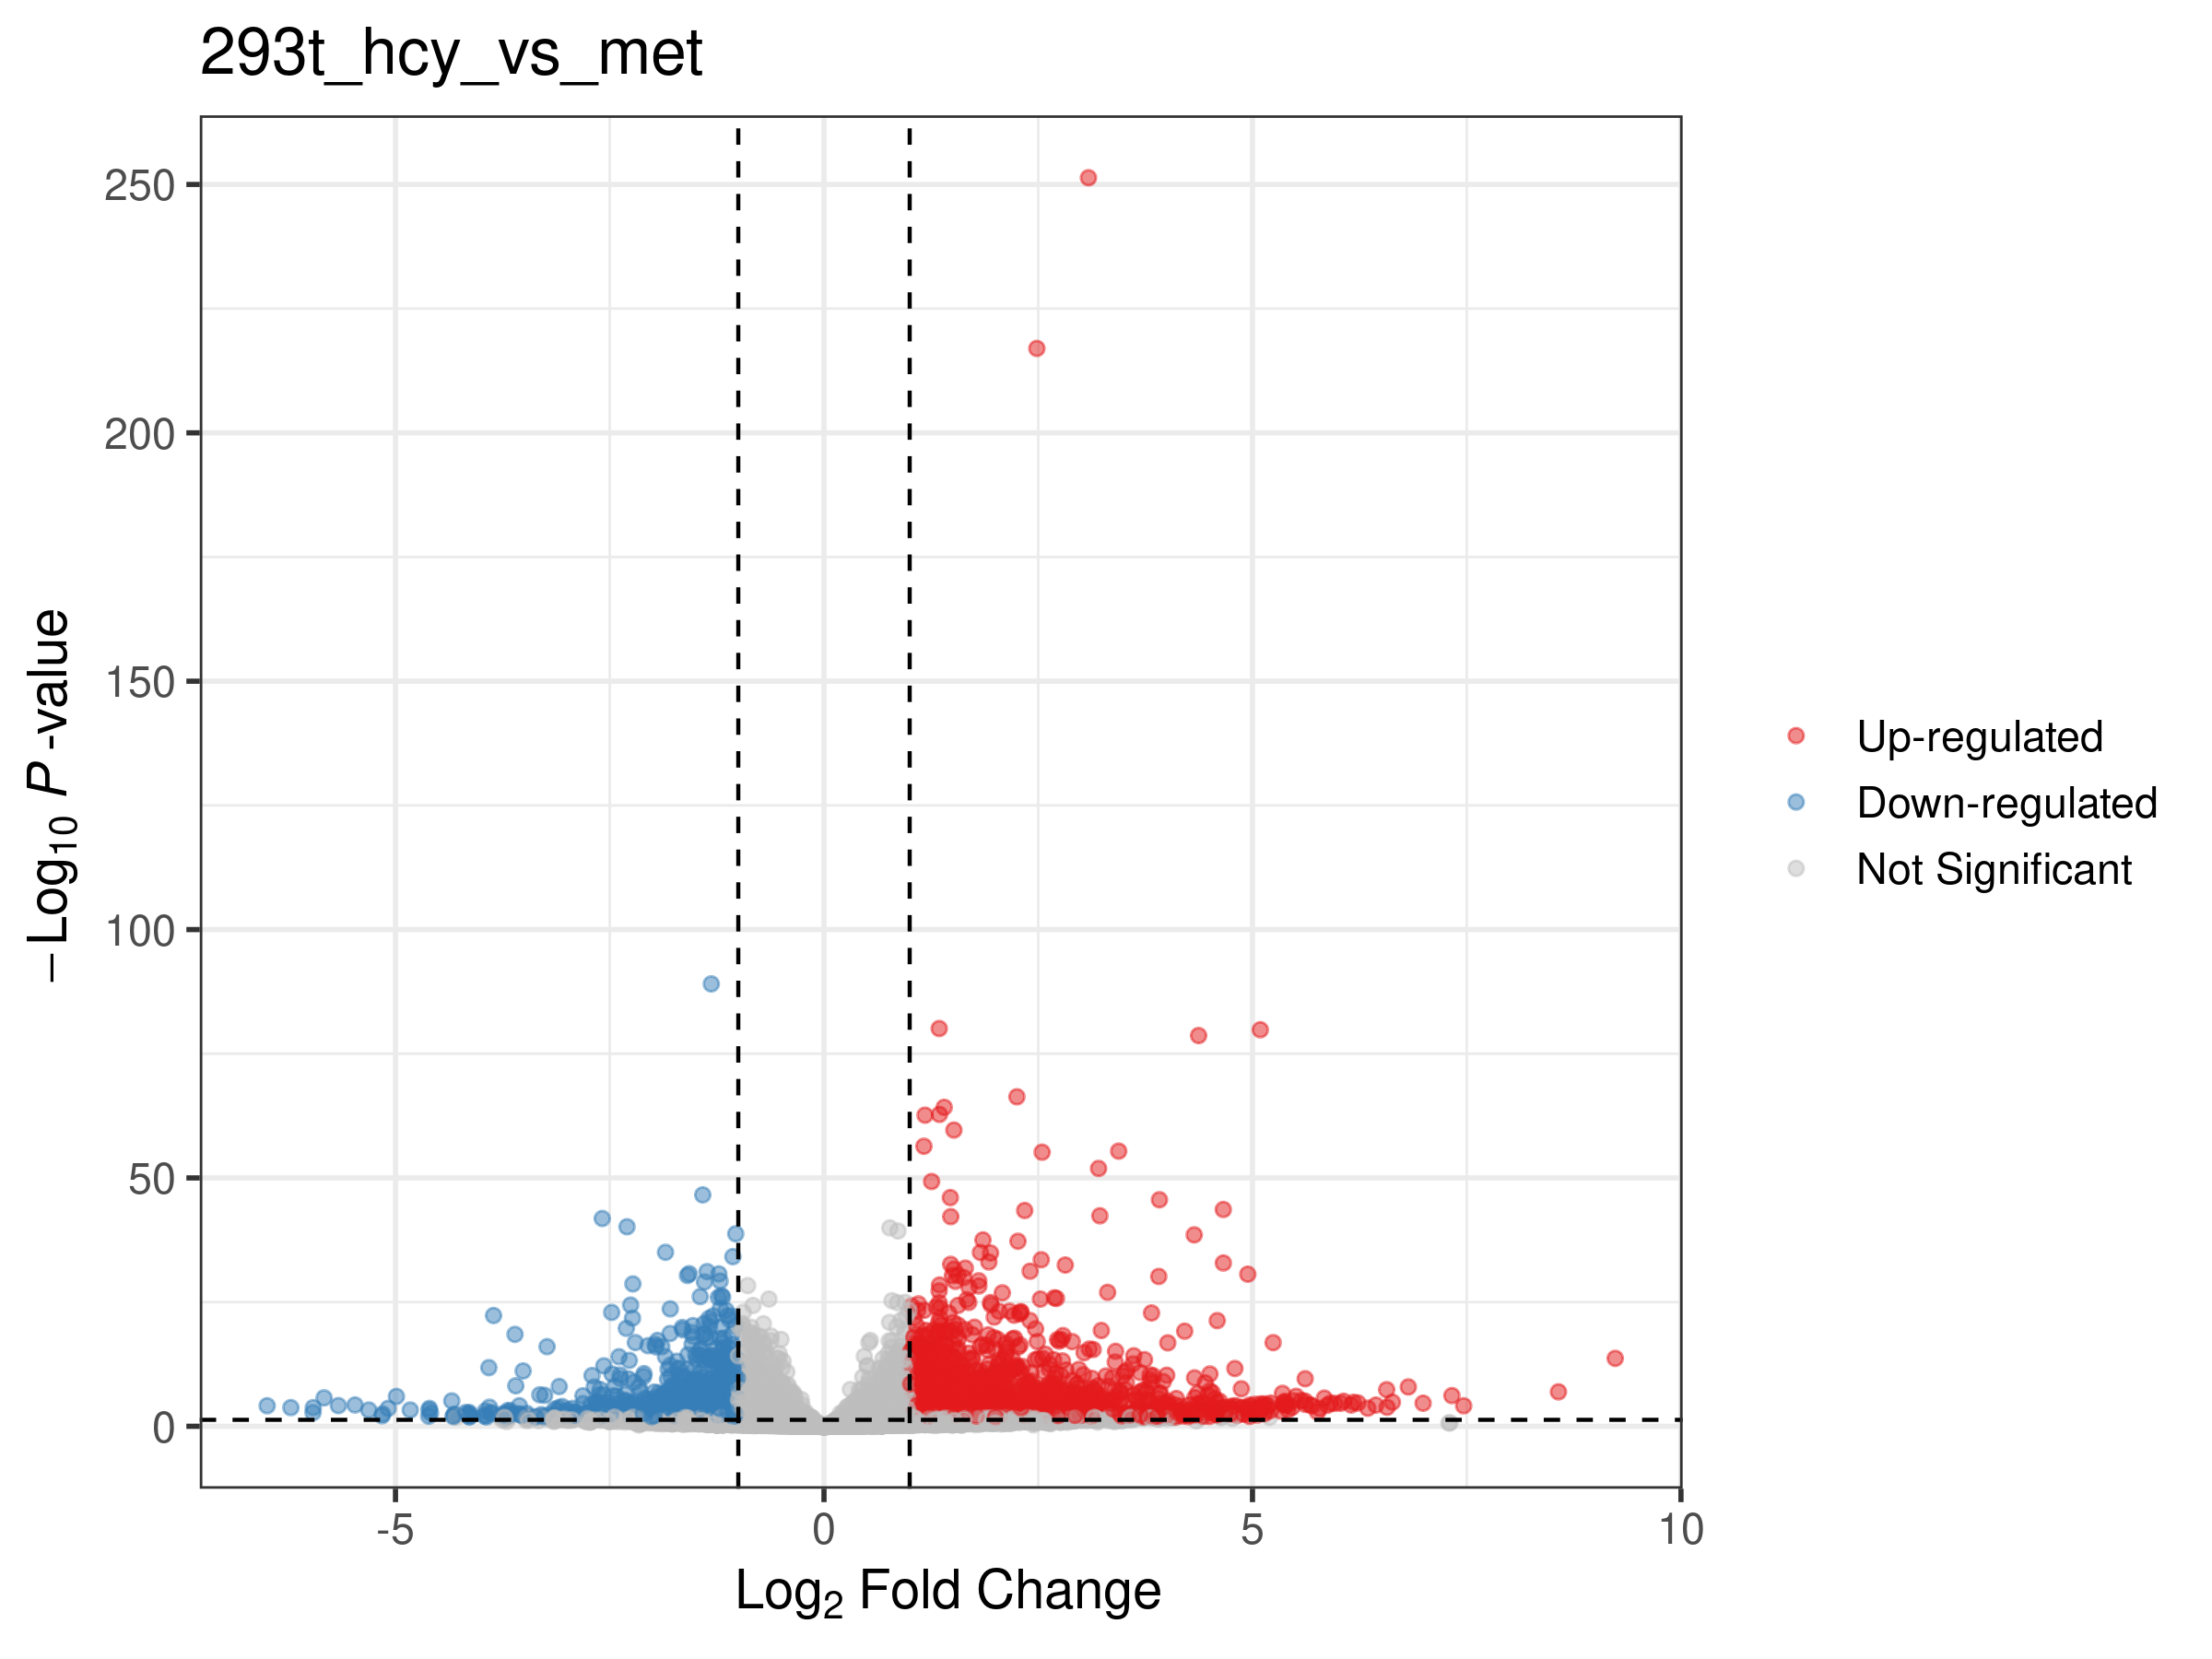 293t_hcy_vs_met
250
200
150
100
50
0
−Log10 P-value
-5
0
5
10
Log2 Fold Change
Up-regulated
Down-regulated
Not Significant